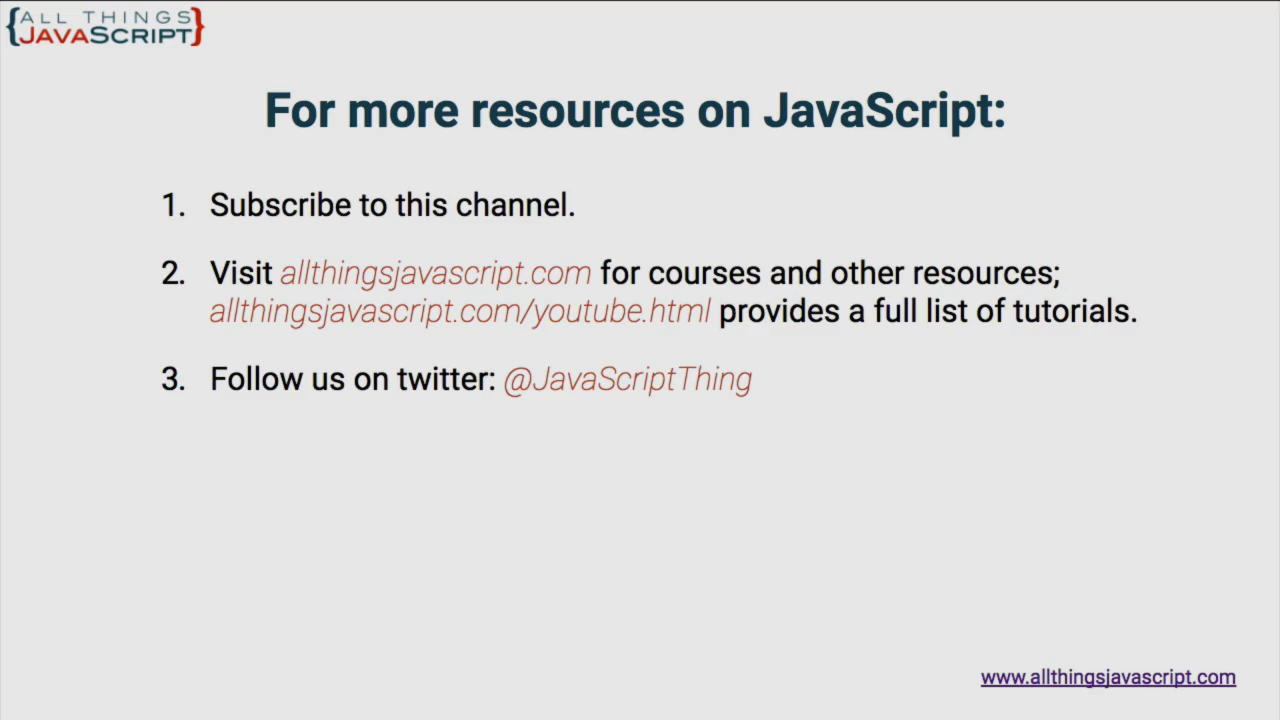 {ALL THINGS
JAVASCRIPT}
For more resources on JavaScript:
1. Subscribe to this channel.
2. Visit allthingsjavascript.com for courses and other resources;
allthingsjavascript.com/youtube.html provides a full list of tutorials.
3. Follow us on twitter: @JavaScriptThing
www.allthingsjavascript.com